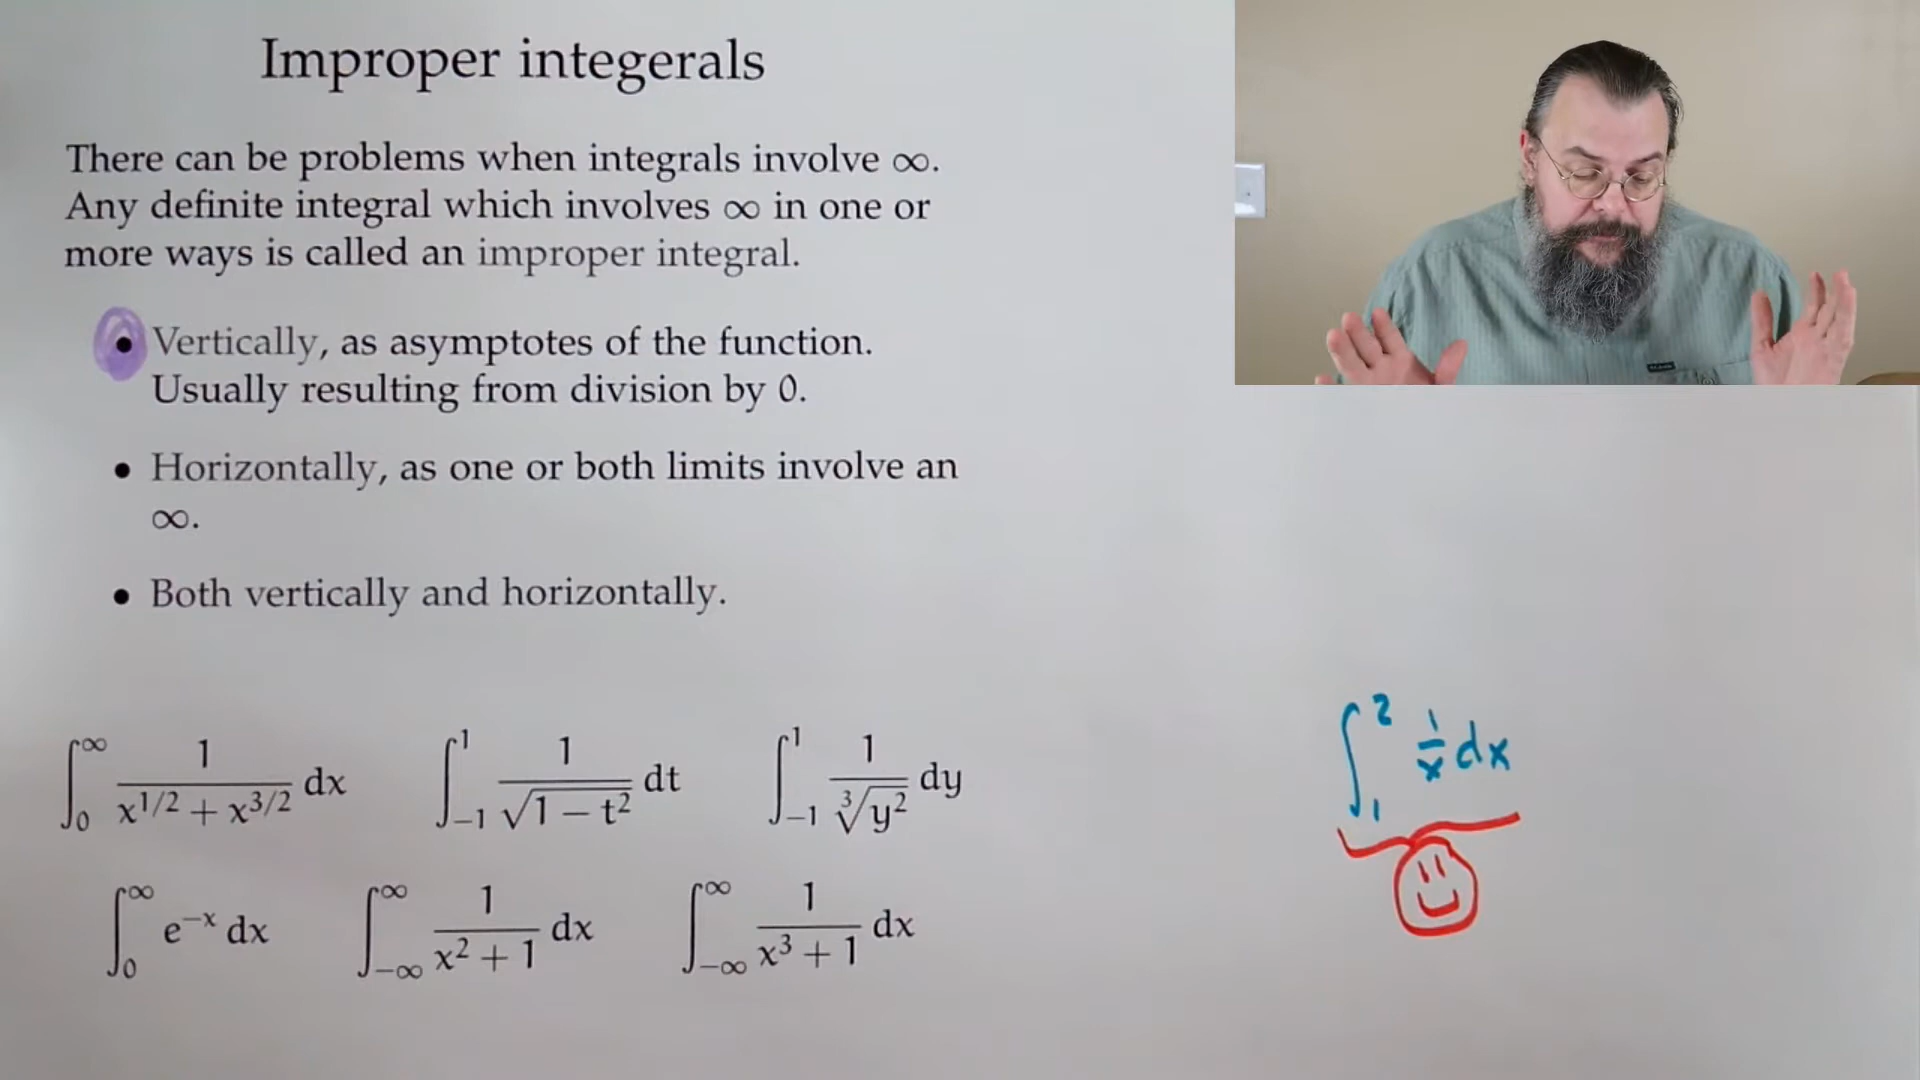 Improper integerals
There can be problems when integrals involve ∞.
Any definite integral which involves ∞ in one or
more ways is called an improper integral.
• Vertically, as asymptotes of the function.
Usually resulting from division by 0.
• Horizontally, as one or both limits involve an
∞.
• Both vertically and horizontally.
∫₀^∞ 1/(x^{1/2} + x^{3/2}) dx   ∫_{−1}^1 1/√(1 − t²) dt   ∫_{−1}^1 1/∛(y²) dy
∫₀^∞ e^{−x} dx   ∫_{−∞}^∞ 1/(x² + 1) dx   ∫_{−∞}^∞ 1/(x³ + 1) dx
∫₁² 1/x dx